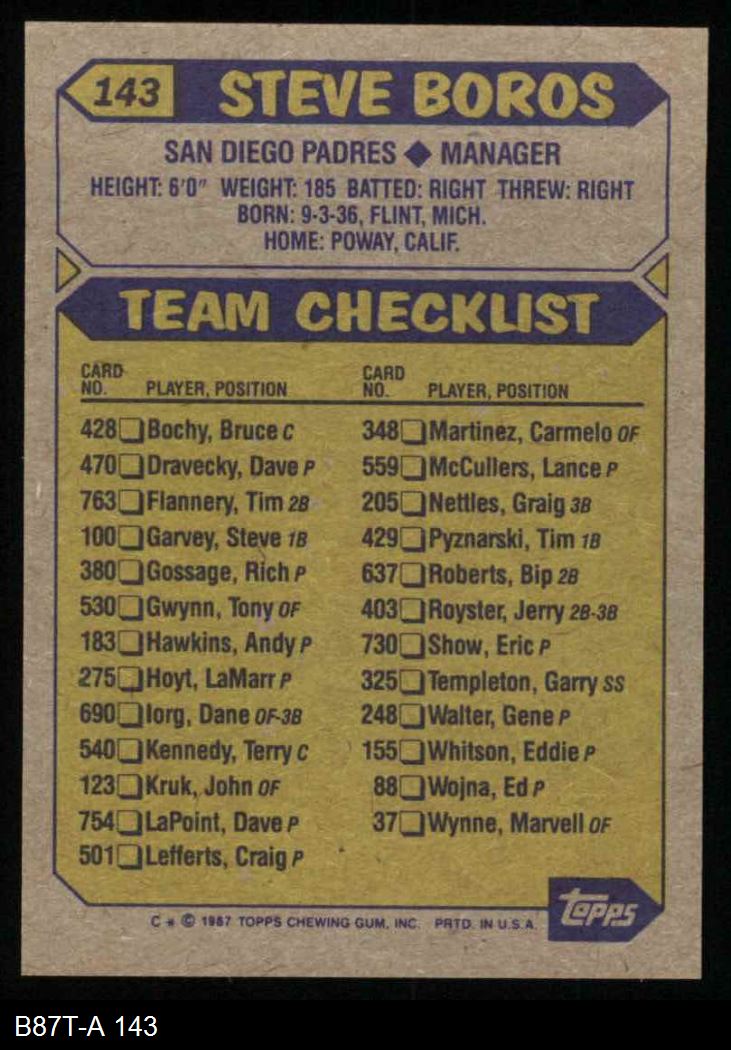 143 STEVE BOROS
SAN DIEGO PADRES ◆ MANAGER
HEIGHT: 6'0" WEIGHT: 185 BATTED: RIGHT THREW: RIGHT
BORN: 9-3-36, FLINT, MICH.
HOME: POWAY, CALIF.
TEAM CHECKLIST
CARD
NO. PLAYER, POSITION
428 Bochy, Bruce C
470 Dravecky, Dave P
763 Flannery, Tim 2B
100 Garvey, Steve 1B
380 Gossage, Rich P
530 Gwynn, Tony OF
183 Hawkins, Andy P
275 Hoyt, LaMarr P
690 Iorg, Dane OF-3B
540 Kennedy, Terry C
123 Kruk, John OF
754 LaPoint, Dave P
501 Lefferts, Craig P
CARD
NO. PLAYER, POSITION
348 Martinez, Carmelo OF
559 McCullers, Lance P
205 Nettles, Graig 3B
429 Pyznarski, Tim 1B
637 Roberts, Bip 2B
403 Royster, Jerry 2B-3B
730 Show, Eric P
325 Templeton, Garry SS
248 Walter, Gene P
155 Whitson, Eddie P
88 Wojna, Ed P
37 Wynne, Marvell OF
topps
C * © 1987 TOPPS CHEWING GUM, INC. PRTD. IN U.S.A.
B87T-A 143